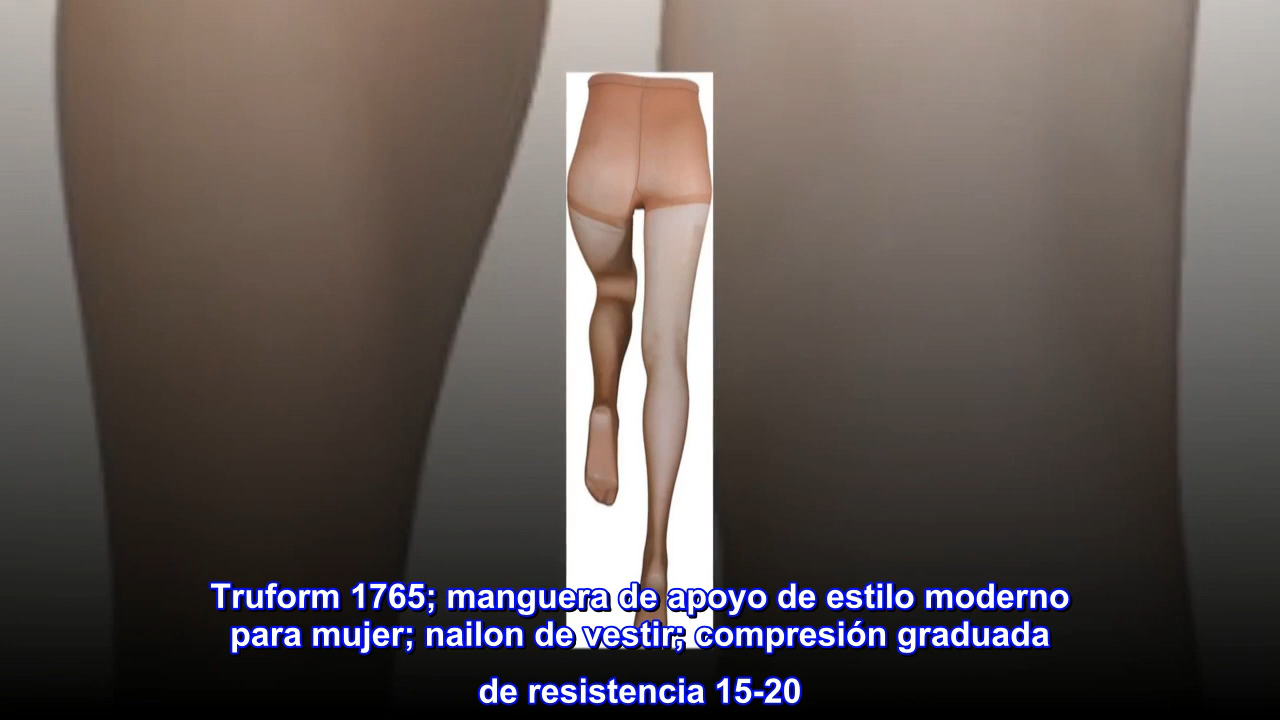 Truform 1765; manguera de apoyo de estilo moderno
para mujer; nailon de vestir; compresión graduada
de resistencia 15-20